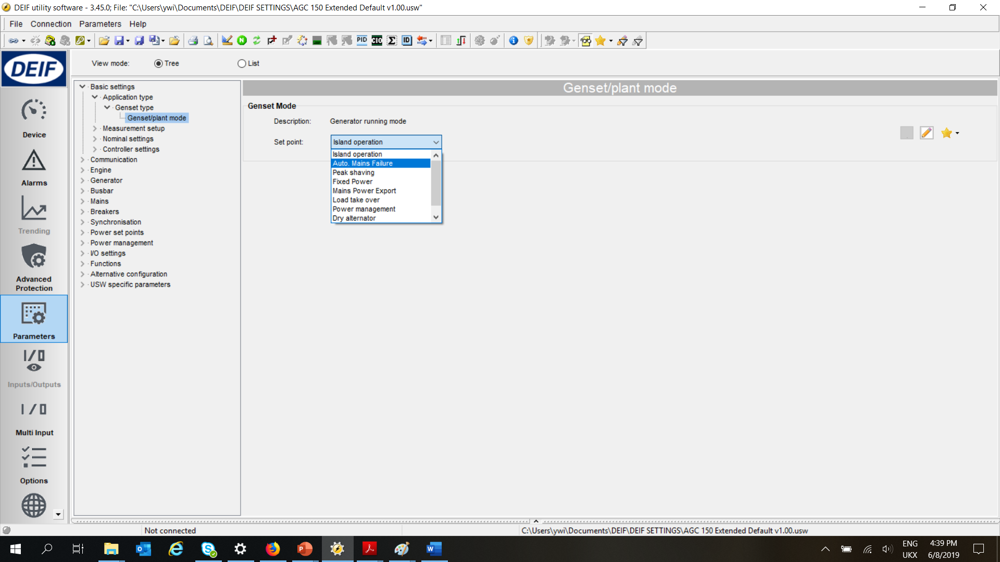 DEIF utility software - 3.45.0; File: "C:\Users\ywi\Documents\DEIF\DEIF SETTINGS\AGC 150 Extended Default v1.00.usw"
File Connection Parameters Help
PID CIO Σ ID
DEIF
View mode: Tree List
Device
Alarms
Trending
Advanced
Protection
Parameters
Inputs/Outputs
Multi Input
Options
Basic settings
Application type
Genset type
Genset/plant mode
Measurement setup
Nominal settings
Controller settings
Communication
Engine
Generator
Busbar
Mains
Breakers
Synchronisation
Power set points
Power management
I/O settings
Functions
Alternative configuration
USW specific parameters
Genset/plant mode
Genset Mode
Description: Generator running mode
Set point: Island operation
Island operation
Auto. Mains Failure
Peak shaving
Fixed Power
Mains Power Export
Load take over
Power management
Dry alternator
Not connected
C:\Users\ywi\Documents\DEIF\DEIF SETTINGS\AGC 150 Extended Default v1.00.usw
ENG
UKX
4:39 PM
6/8/2019